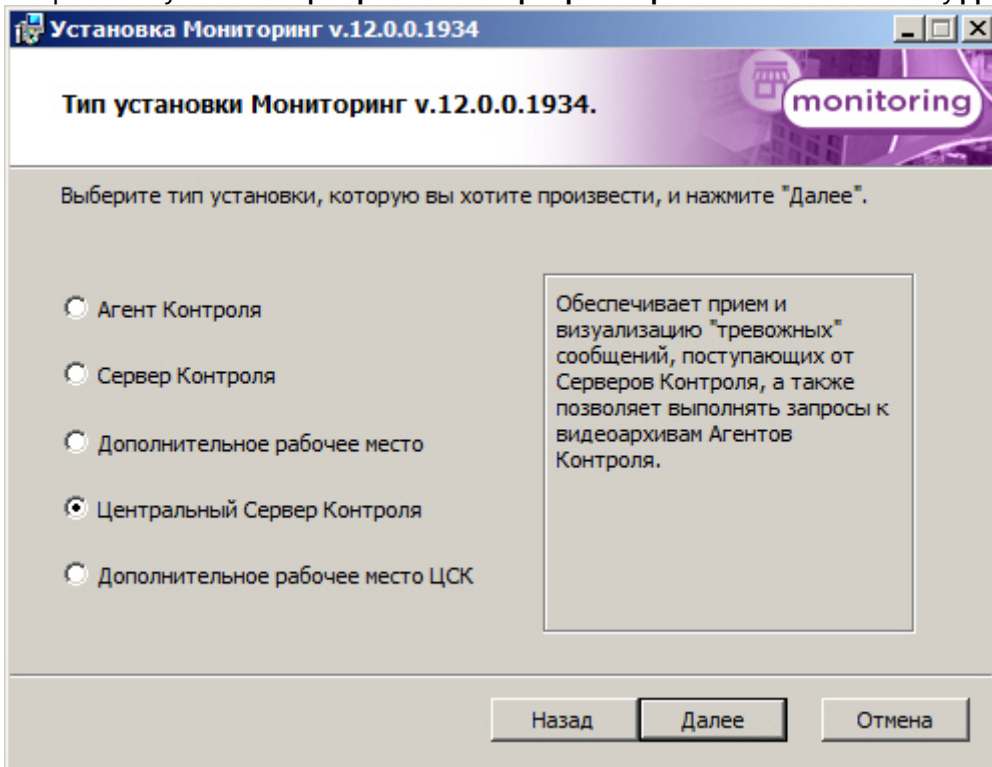 Установка Мониторинг v.12.0.0.1934
Тип установки Мониторинг v.12.0.0.1934.
monitoring
Выберите тип установки, которую вы хотите произвести, и нажмите "Далее".
Агент Контроля
Сервер Контроля
Дополнительное рабочее место
Центральный Сервер Контроля
Дополнительное рабочее место ЦСК
Обеспечивает прием и
визуализацию "тревожных"
сообщений, поступающих от
Серверов Контроля, а также
позволяет выполнять запросы к
видеоархивам Агентов
Контроля.
Назад
Далее
Отмена